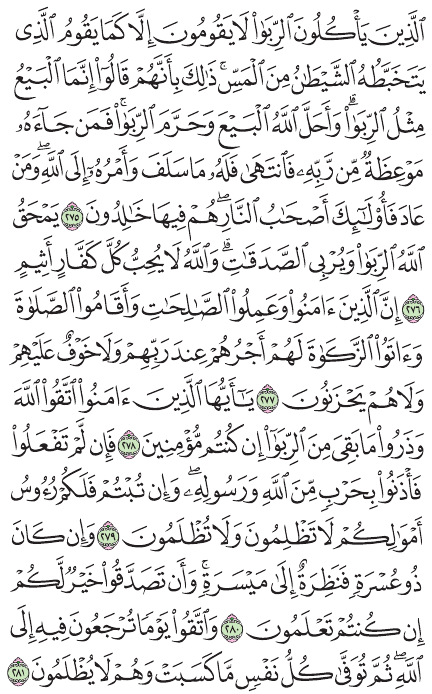 ٱلَّذِينَ يَأۡكُلُونَ ٱلرِّبَوٰاْ لَا يَقُومُونَ إِلَّا كَمَا يَقُومُ ٱلَّذِي
يَتَخَبَّطُهُ ٱلشَّيۡطَٰنُ مِنَ ٱلۡمَسِّۚ ذَٰلِكَ بِأَنَّهُمۡ قَالُوٓاْ إِنَّمَا ٱلۡبَيۡعُ
مِثۡلُ ٱلرِّبَوٰاْۗ وَأَحَلَّ ٱللَّهُ ٱلۡبَيۡعَ وَحَرَّمَ ٱلرِّبَوٰاْۚ فَمَن جَآءَهُۥ
مَوۡعِظَةٞ مِّن رَّبِّهِۦ فَٱنتَهَىٰ فَلَهُۥ مَا سَلَفَ وَأَمۡرُهُۥٓ إِلَى ٱللَّهِۖ وَمَنۡ
عَادَ فَأُوْلَٰٓئِكَ أَصۡحَٰبُ ٱلنَّارِۖ هُمۡ فِيهَا خَٰلِدُونَ ٢٧٥ يَمۡحَقُ
ٱللَّهُ ٱلرِّبَوٰاْ وَيُرۡبِي ٱلصَّدَقَٰتِۗ وَٱللَّهُ لَا يُحِبُّ كُلَّ كَفَّارٍ أَثِيمٍ
٢٧٦ إِنَّ ٱلَّذِينَ ءَامَنُواْ وَعَمِلُواْ ٱلصَّٰلِحَٰتِ وَأَقَامُواْ ٱلصَّلَوٰةَ
وَءَاتَوُاْ ٱلزَّكَوٰةَ لَهُمۡ أَجۡرُهُمۡ عِندَ رَبِّهِمۡ وَلَا خَوۡفٌ عَلَيۡهِمۡ
وَلَا هُمۡ يَحۡزَنُونَ ٢٧٧ يَٰٓأَيُّهَا ٱلَّذِينَ ءَامَنُواْ ٱتَّقُواْ ٱللَّهَ
وَذَرُواْ مَا بَقِيَ مِنَ ٱلرِّبَوٰٓاْ إِن كُنتُم مُّؤۡمِنِينَ ٢٧٨ فَإِن لَّمۡ تَفۡعَلُواْ
فَأۡذَنُواْ بِحَرۡبٖ مِّنَ ٱللَّهِ وَرَسُولِهِۦۖ وَإِن تُبۡتُمۡ فَلَكُمۡ رُءُوسُ
أَمۡوَٰلِكُمۡ لَا تَظۡلِمُونَ وَلَا تُظۡلَمُونَ ٢٧٩ وَإِن كَانَ
ذُو عُسۡرَةٖ فَنَظِرَةٌ إِلَىٰ مَيۡسَرَةٖۚ وَأَن تَصَدَّقُواْ خَيۡرٞ لَّكُمۡ
إِن كُنتُمۡ تَعۡلَمُونَ ٢٨٠ وَٱتَّقُواْ يَوۡمٗا تُرۡجَعُونَ فِيهِ إِلَى
ٱللَّهِۖ ثُمَّ تُوَفَّىٰ كُلُّ نَفۡسٖ مَّا كَسَبَتۡ وَهُمۡ لَا يُظۡلَمُونَ ٢٨١